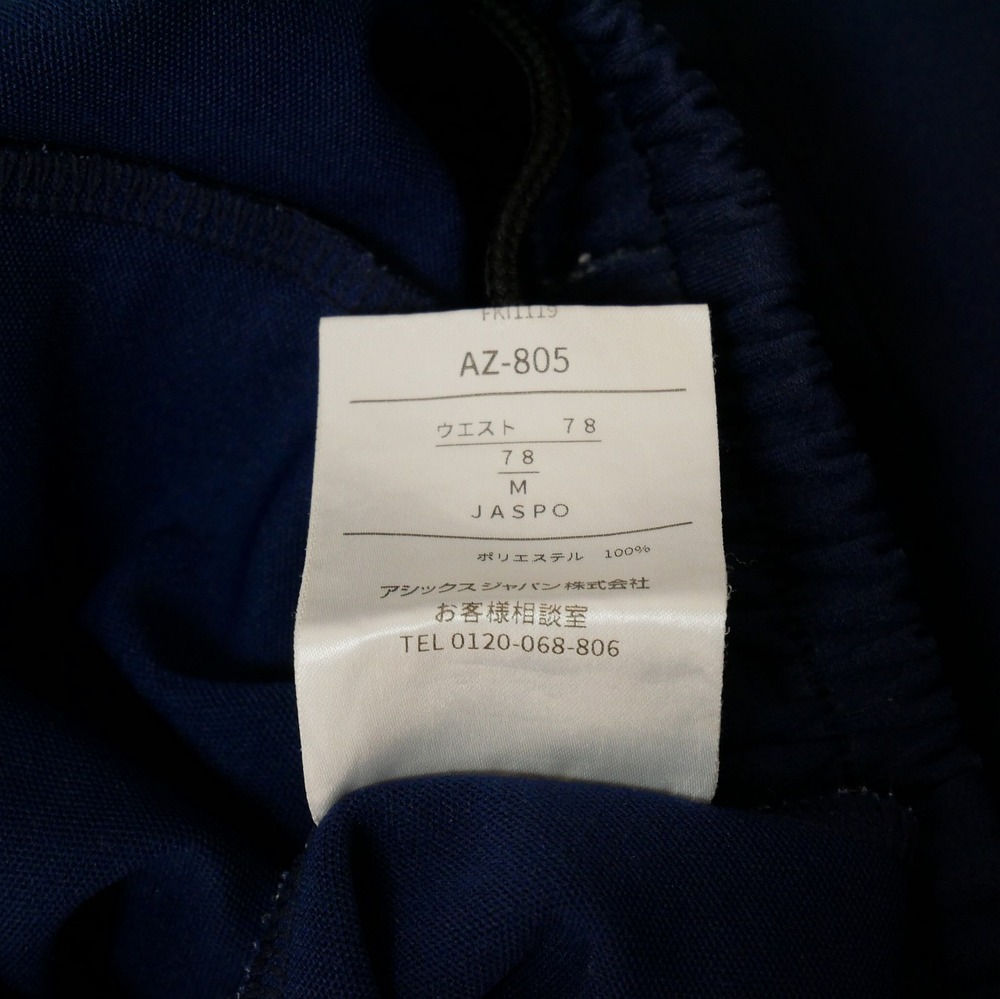 AZ-805
ウエスト 78
78
M
JASPO
ポリエステル 100%
アシックスジャパン株式会社
お客様相談室
TEL 0120-068-806